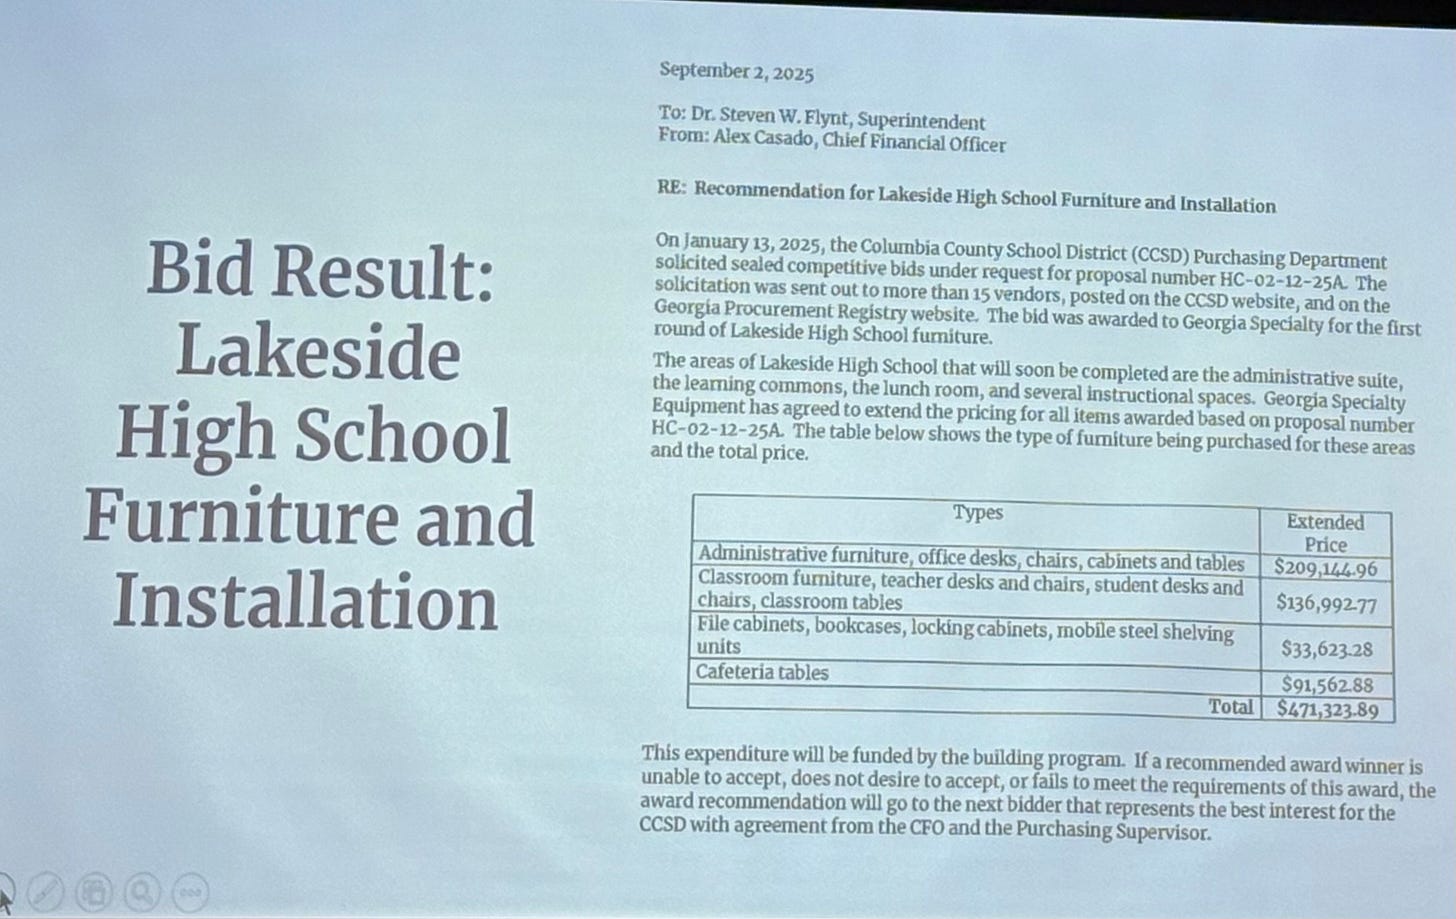 Bid Result:
Lakeside
High School
Furniture and
Installation
September 2, 2025
To: Dr. Steven W. Flynt, Superintendent
From: Alex Casado, Chief Financial Officer
RE: Recommendation for Lakeside High School Furniture and Installation
On January 13, 2025, the Columbia County School District (CCSD) Purchasing Department
solicited sealed competitive bids under request for proposal number HC-02-12-25A. The
solicitation was sent out to more than 15 vendors, posted on the CCSD website, and on the
Georgia Procurement Registry website. The bid was awarded to Georgia Specialty for the first
round of Lakeside High School furniture.
The areas of Lakeside High School that will soon be completed are the administrative suite,
the learning commons, the lunch room, and several instructional spaces. Georgia Specialty
Equipment has agreed to extend the pricing for all items awarded based on proposal number
HC-02-12-25A. The table below shows the type of furniture being purchased for these areas
and the total price.
Types
Extended
Price
Administrative furniture, office desks, chairs, cabinets and tables $209,144.96
Classroom furniture, teacher desks and chairs, student desks and
chairs, classroom tables $136,992.77
File cabinets, bookcases, locking cabinets, mobile steel shelving
units $33,623.28
Cafeteria tables $91,562.88
Total $471,323.89
This expenditure will be funded by the building program. If a recommended award winner is
unable to accept, does not desire to accept, or fails to meet the requirements of this award, the
award recommendation will go to the next bidder that represents the best interest for the
CCSD with agreement from the CFO and the Purchasing Supervisor.